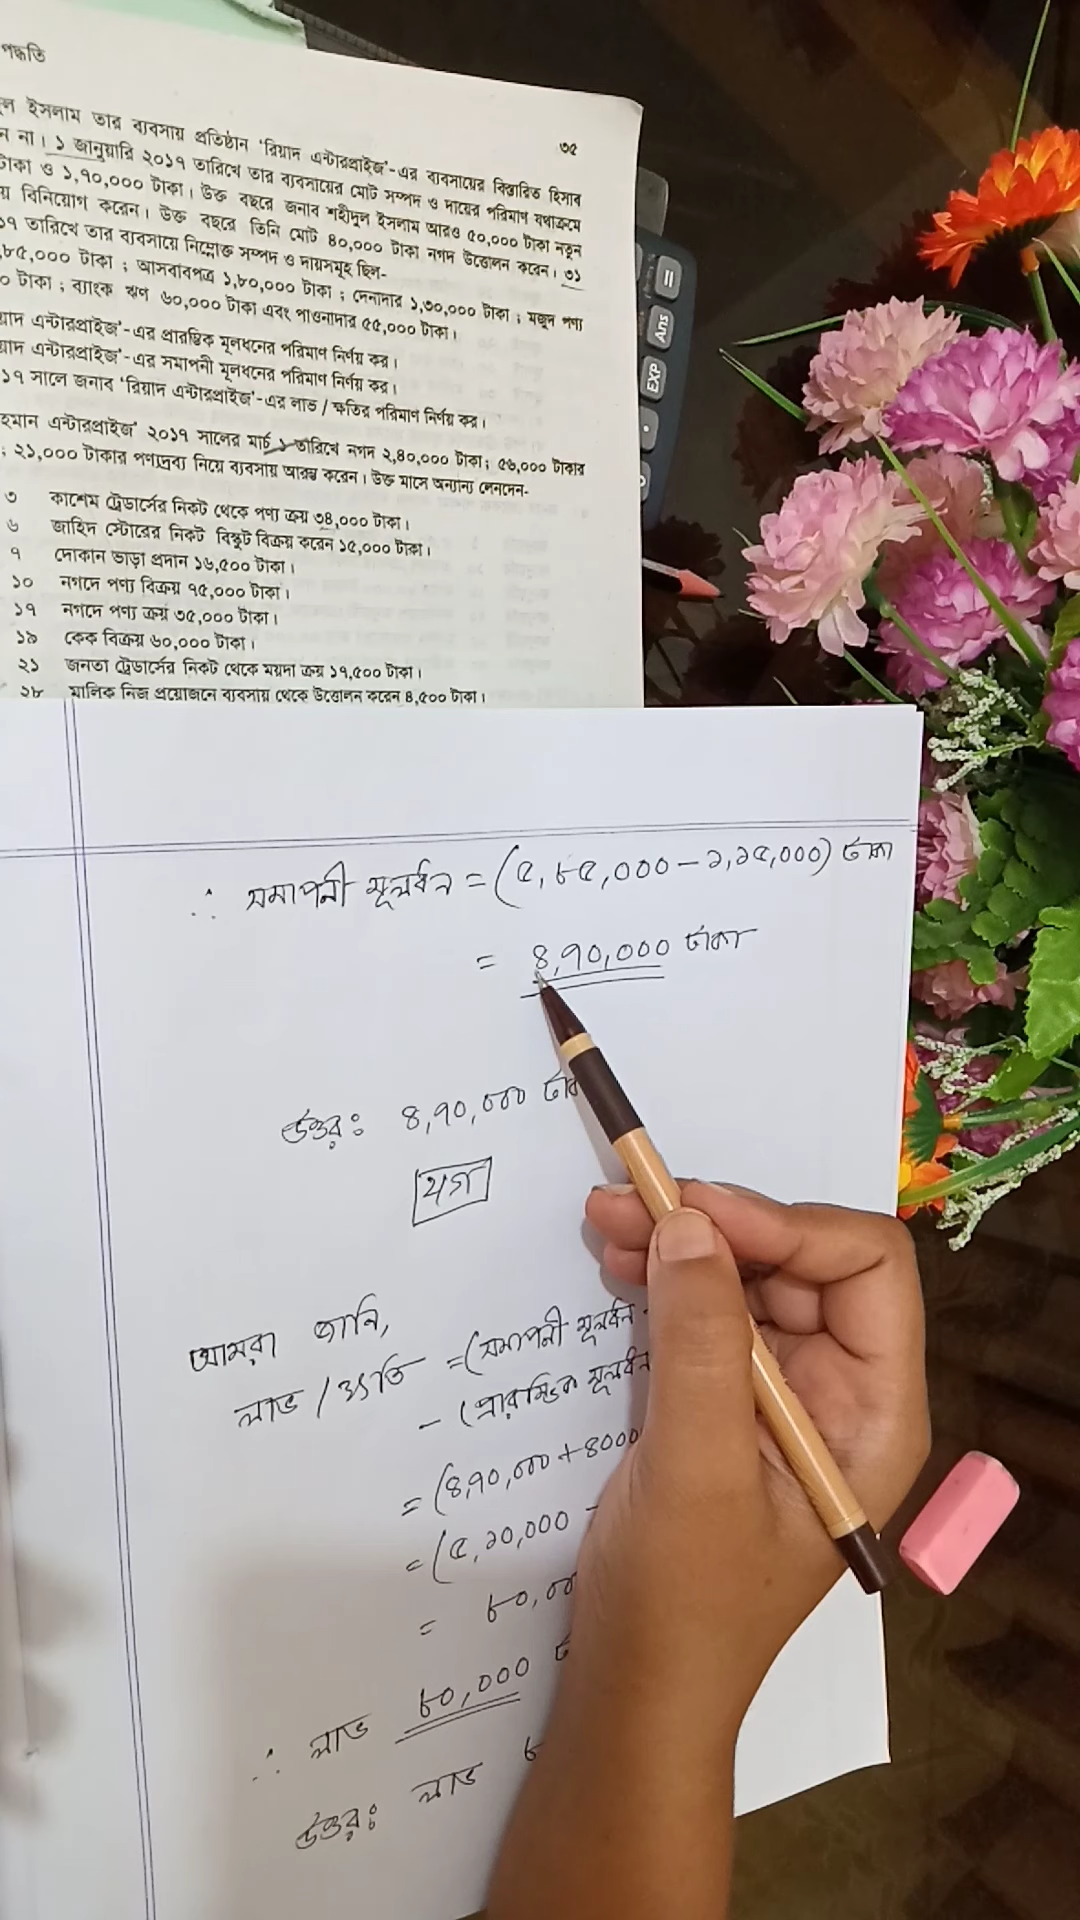 পদ্ধতি
৩৫
ইসলাম তার ব্যবসায় প্রতিষ্ঠান ‘রিয়াদ এন্টারপ্রাইজ’-এর ব্যবসায়ের বিস্তারিত হিসাব
ন না। ১ জানুয়ারি ২০১৭ তারিখে তার ব্যবসায়ের মোট সম্পদ ও দায়ের পরিমাণ যথাক্রমে
টাকা ও ১,৭০,০০০ টাকা। উক্ত বছরে জনাব শহীদুল ইসলাম আরও ৫০,০০০ টাকা নতুন
য় বিনিয়োগ করেন। উক্ত বছরে তিনি মোট ৪০,০০০ টাকা নগদ উত্তোলন করেন। ৩১
১৭ তারিখে তার ব্যবসায়ে নিম্নোক্ত সম্পদ ও দায়সমূহ ছিল-
৮৫,০০০ টাকা ; আসবাবপত্র ১,৮০,০০০ টাকা ; দেনাদার ১,৩০,০০০ টাকা ; মজুদ পণ্য
০ টাকা ; ব্যাংক ঋণ ৬০,০০০ টাকা এবং পাওনাদার ৫৫,০০০ টাকা।
য়াদ এন্টারপ্রাইজ’-এর প্রারম্ভিক মূলধনের পরিমাণ নির্ণয় কর।
য়াদ এন্টারপ্রাইজ’-এর সমাপনী মূলধনের পরিমাণ নির্ণয় কর।
১৭ সালে জনাব ‘রিয়াদ এন্টারপ্রাইজ’-এর লাভ / ক্ষতির পরিমাণ নির্ণয় কর।
হমান এন্টারপ্রাইজ’ ২০১৭ সালের মার্চ ১ তারিখে নগদ ২,৪০,০০০ টাকা; ৫৬,০০০ টাকার
; ২১,০০০ টাকার পণ্যদ্রব্য নিয়ে ব্যবসায় আরম্ভ করেন। উক্ত মাসে অন্যান্য লেনদেন-
৩ কাশেম ট্রেডার্সের নিকট থেকে পণ্য ক্রয় ৩৪,০০০ টাকা।
৬ জাহিদ স্টোরের নিকট বিস্কুট বিক্রয় করেন ১৫,০০০ টাকা।
৭ দোকান ভাড়া প্রদান ১৬,৫০০ টাকা।
১০ নগদে পণ্য বিক্রয় ৭৫,০০০ টাকা।
১৭ নগদে পণ্য ক্রয় ৩৫,০০০ টাকা।
১৯ কেক বিক্রয় ৬০,০০০ টাকা।
২১ জনতা ট্রেডার্সের নিকট থেকে ময়দা ক্রয় ১৭,৫০০ টাকা।
২৮ মালিক নিজ প্রয়োজনে ব্যবসায় থেকে উত্তোলন করেন ৪,৫০০ টাকা।
=
Ans
EXP
∴ সমাপনী মূলধন = (৫,৮৫,০০০ – ১,১৫,০০০) টাকা
= ৪,৭০,০০০ টাকা
উত্তর: ৪,৭০,০০০ টাক
আমরা জানি,
লাভ / ক্ষতি = (সমাপনী মূলধন
– (প্রারম্ভিক মূলধন
= (৪,৭০,০০০ + ৪০০০
= (৫,১০,০০০ –
= ৮০,০০
∴ লাভ ৮০,০০০ ট
উত্তর: লাভ ৮